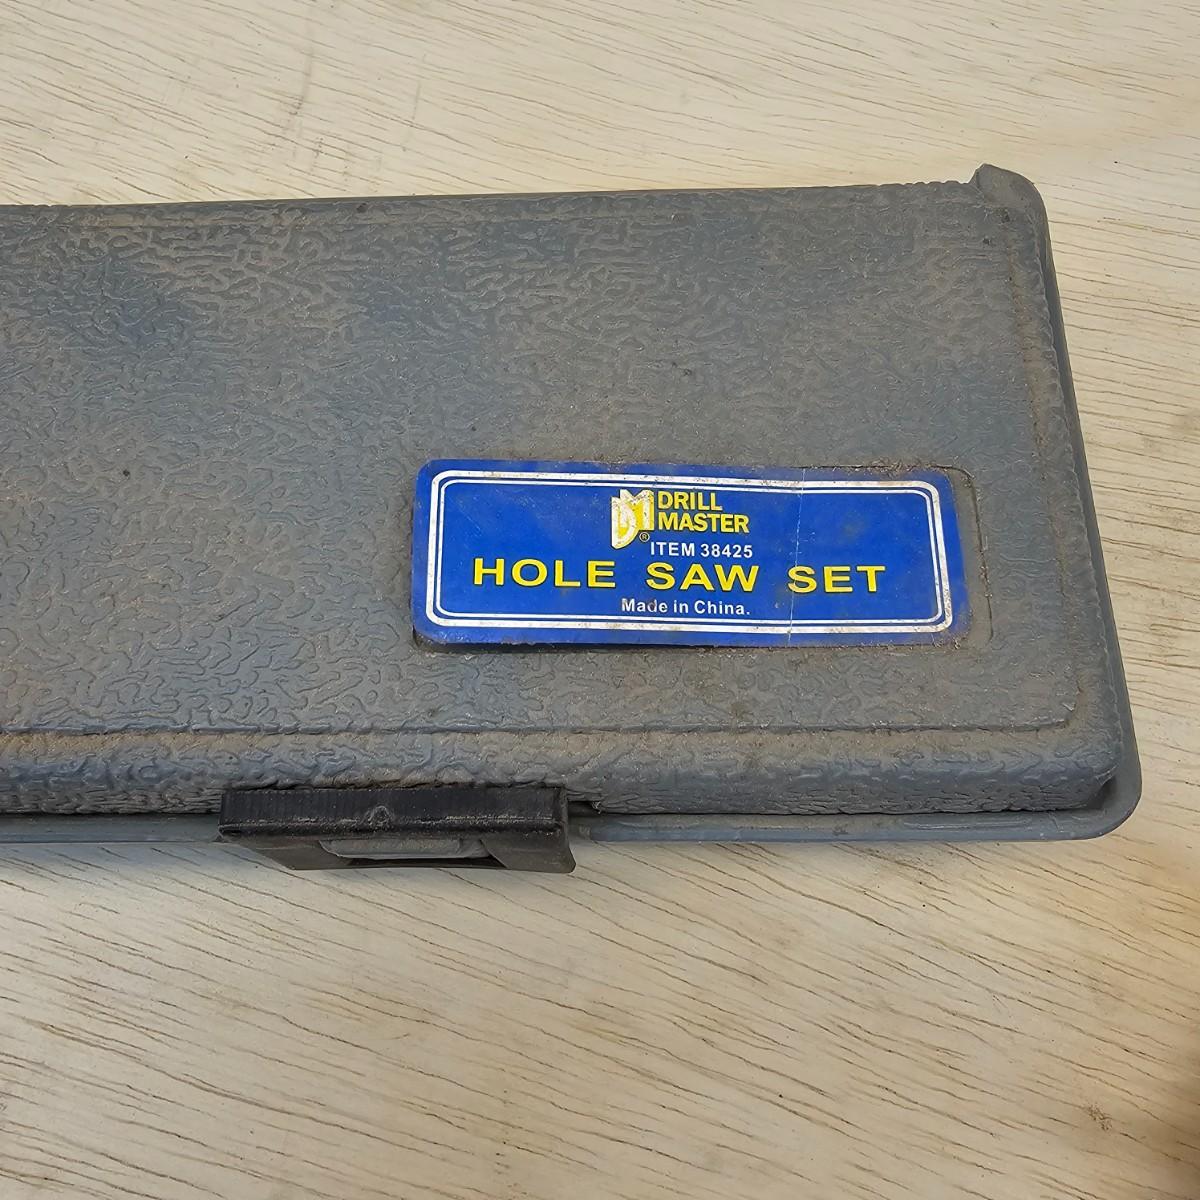 DRILL
MASTER
®
ITEM 38425
HOLE SAW SET
Made in China.